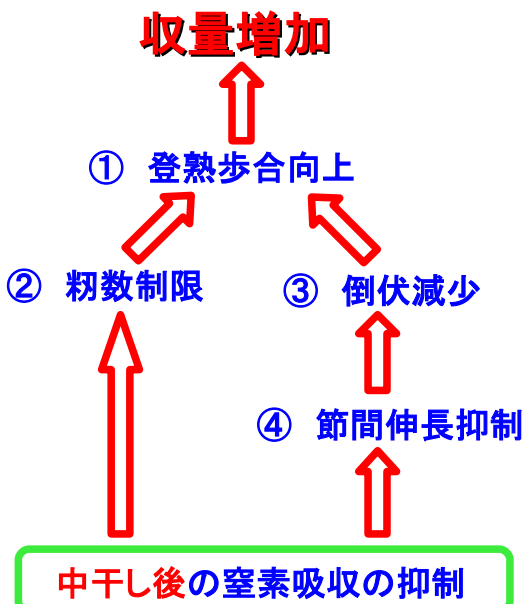 収量増加
① 登熟歩合向上
② 籾数制限
③ 倒伏減少
④ 節間伸長抑制
中干し後の窒素吸収の抑制